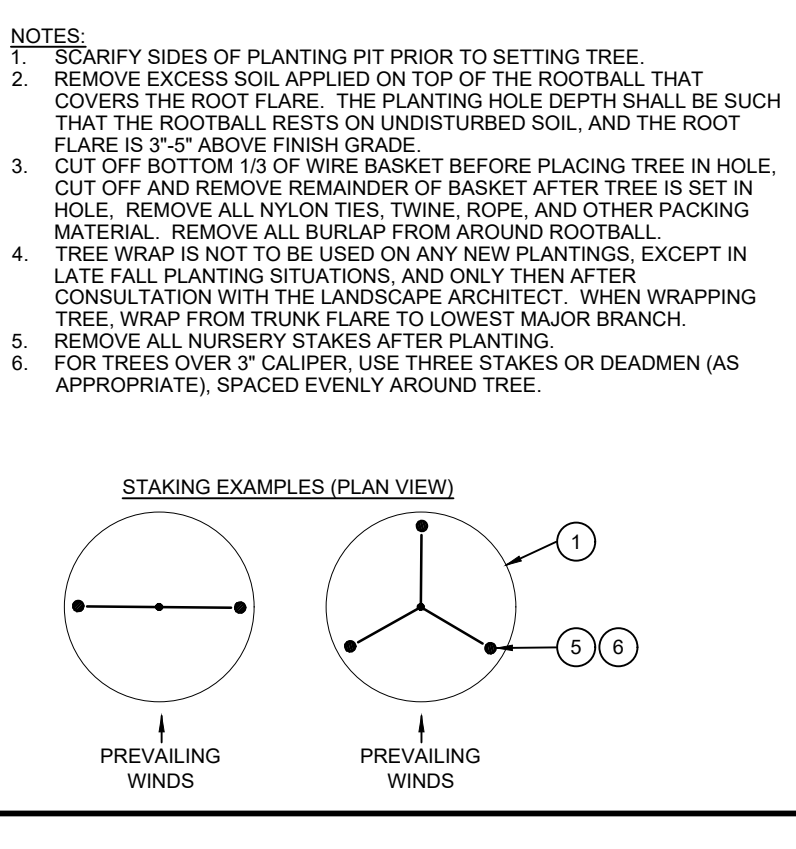 NOTES:
1. SCARIFY SIDES OF PLANTING PIT PRIOR TO SETTING TREE.
2. REMOVE EXCESS SOIL APPLIED ON TOP OF THE ROOTBALL THAT
COVERS THE ROOT FLARE. THE PLANTING HOLE DEPTH SHALL BE SUCH
THAT THE ROOTBALL RESTS ON UNDISTURBED SOIL, AND THE ROOT
FLARE IS 3"-5" ABOVE FINISH GRADE.
3. CUT OFF BOTTOM 1/3 OF WIRE BASKET BEFORE PLACING TREE IN HOLE,
CUT OFF AND REMOVE REMAINDER OF BASKET AFTER TREE IS SET IN
HOLE, REMOVE ALL NYLON TIES, TWINE, ROPE, AND OTHER PACKING
MATERIAL. REMOVE ALL BURLAP FROM AROUND ROOTBALL.
4. TREE WRAP IS NOT TO BE USED ON ANY NEW PLANTINGS, EXCEPT IN
LATE FALL PLANTING SITUATIONS, AND ONLY THEN AFTER
CONSULTATION WITH THE LANDSCAPE ARCHITECT. WHEN WRAPPING
TREE, WRAP FROM TRUNK FLARE TO LOWEST MAJOR BRANCH.
5. REMOVE ALL NURSERY STAKES AFTER PLANTING.
6. FOR TREES OVER 3" CALIPER, USE THREE STAKES OR DEADMEN (AS
APPROPRIATE), SPACED EVENLY AROUND TREE.
STAKING EXAMPLES (PLAN VIEW)
1
5 6
PREVAILING
WINDS
PREVAILING
WINDS